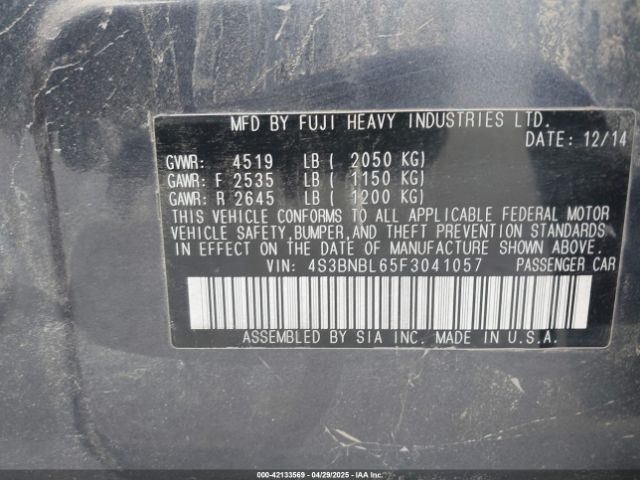 MFD BY FUJI HEAVY INDUSTRIES LTD.
DATE: 12/14
GVWR: 4519 LB ( 2050 KG)
GAWR: F 2535 LB ( 1150 KG)
GAWR: R 2645 LB ( 1200 KG)
THIS VEHICLE CONFORMS TO ALL APPLICABLE FEDERAL MOTOR
VEHICLE SAFETY, BUMPER, AND THEFT PREVENTION STANDARDS
IN EFFECT ON THE DATE OF MANUFACTURE SHOWN ABOVE.
VIN: 4S3BNBL65F3041057 PASSENGER CAR
ASSEMBLED BY SIA INC. MADE IN U.S.A.
000-42133569 04/29/2025 IAAI.COM